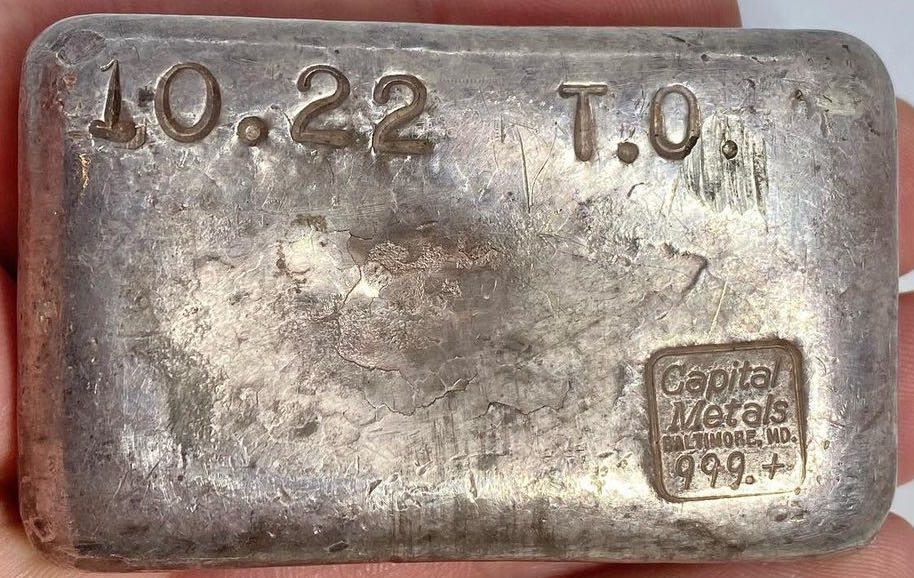 10.22 T.O.
Capital
Metals
BALTIMORE, MD.
999.+